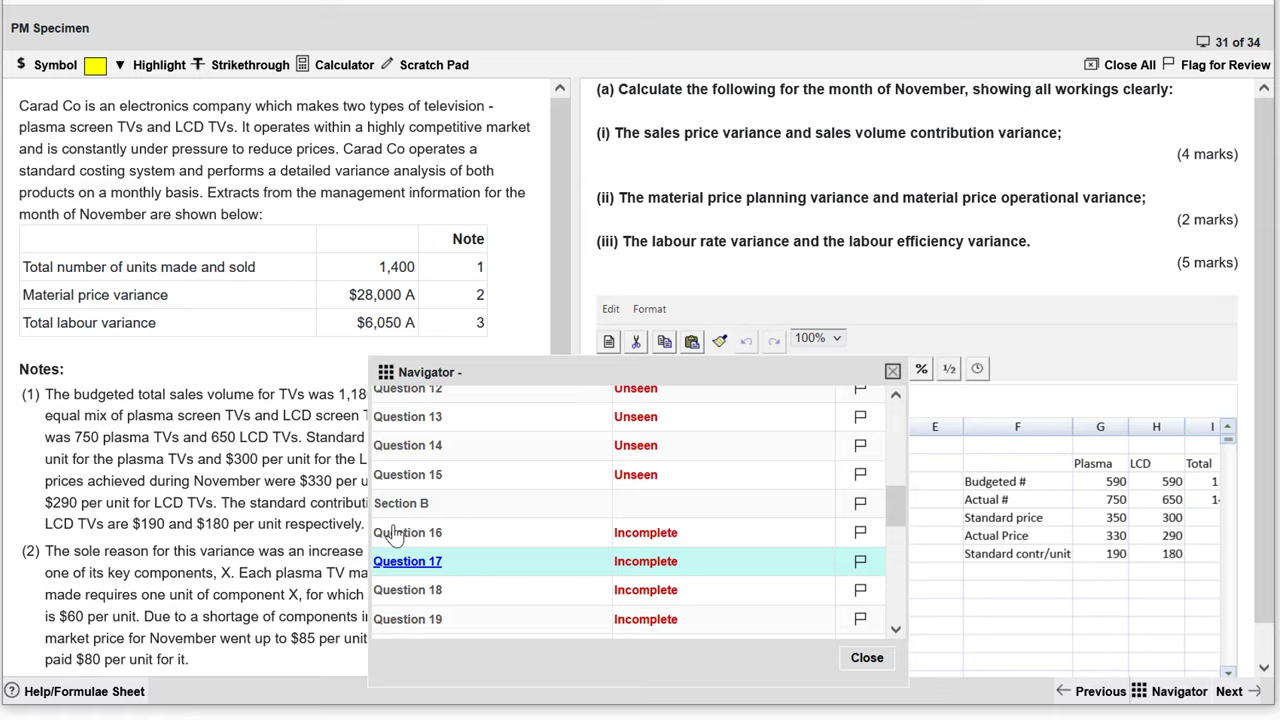 PM Specimen
31 of 34
$ Symbol ▼ Highlight Strikethrough Calculator Scratch Pad
Close All Flag for Review
Carad Co is an electronics company which makes two types of television -
plasma screen TVs and LCD TVs. It operates within a highly competitive market
and is constantly under pressure to reduce prices. Carad Co operates a
standard costing system and performs a detailed variance analysis of both
products on a monthly basis. Extracts from the management information for the
month of November are shown below:
Note
Total number of units made and sold 1,400 1
Material price variance $28,000 A 2
Total labour variance $6,050 A 3
Notes:
(1) The budgeted total sales volume for TVs was 1,18
equal mix of plasma screen TVs and LCD screen T
was 750 plasma TVs and 650 LCD TVs. Standard
unit for the plasma TVs and $300 per unit for the L
prices achieved during November were $330 per u
$290 per unit for LCD TVs. The standard contributi
LCD TVs are $190 and $180 per unit respectively.
(2) The sole reason for this variance was an increase
one of its key components, X. Each plasma TV ma
made requires one unit of component X, for which
is $60 per unit. Due to a shortage of components i
market price for November went up to $85 per unit
paid $80 per unit for it.
(a) Calculate the following for the month of November, showing all workings clearly:
(i) The sales price variance and sales volume contribution variance;
(4 marks)
(ii) The material price planning variance and material price operational variance;
(2 marks)
(iii) The labour rate variance and the labour efficiency variance.
(5 marks)
Edit Format
100%
% 1/2
E F G H I
Plasma LCD Total
Budgeted # 590 590 1
Actual # 750 650 1
Standard price 350 300
Actual Price 330 290
Standard contr/unit 190 180
Navigator -
Question 12 Unseen
Question 13 Unseen
Question 14 Unseen
Question 15 Unseen
Section B
Question 16 Incomplete
Question 17 Incomplete
Question 18 Incomplete
Question 19 Incomplete
Close
? Help/Formulae Sheet
Previous Navigator Next